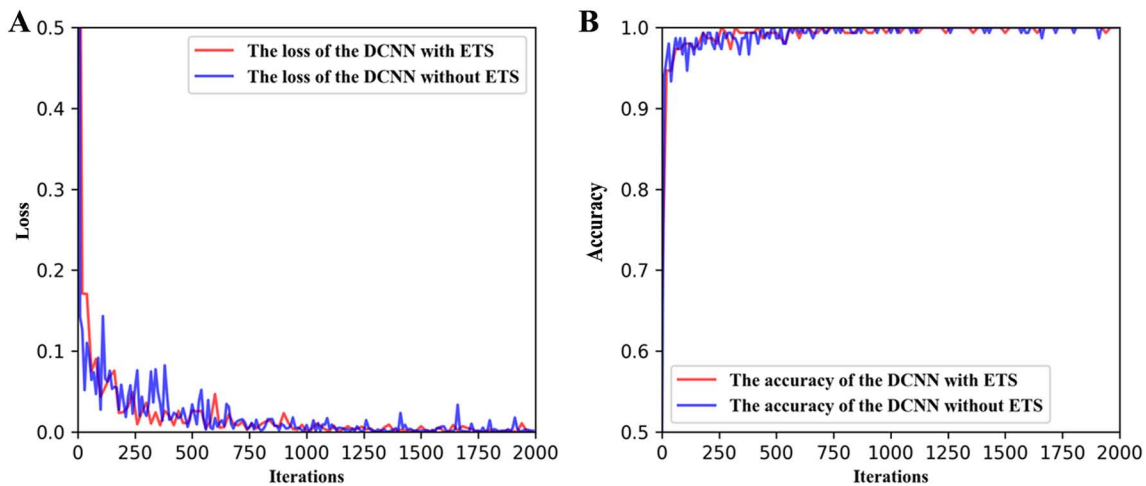 A
0.5
The loss of the DCNN with ETS
The loss of the DCNN without ETS
0.4
0.3
Loss
0.2
0.1
0.0
0 250 500 750 1000 1250 1500 1750 2000
Iterations
B
1.0
0.9
0.8
Accuracy
0.7
0.6
The accuracy of the DCNN with ETS
The accuracy of the DCNN without ETS
0.5
0 250 500 750 1000 1250 1500 1750 2000
Iterations